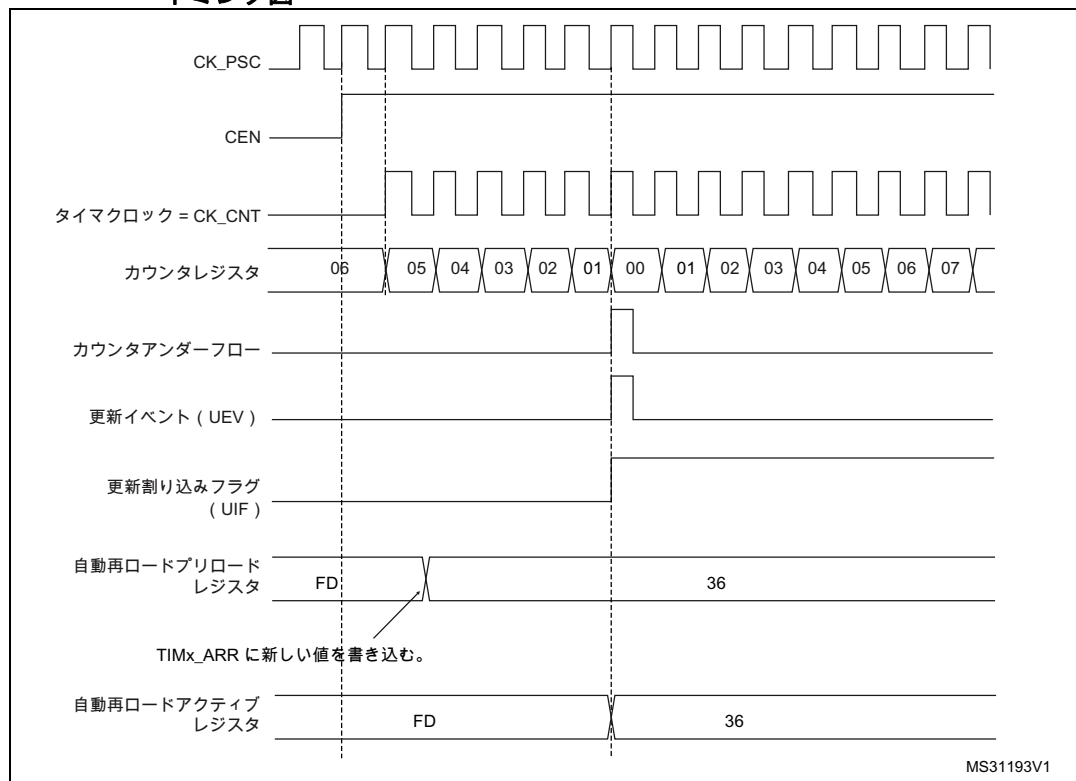 CK_PSC
CEN
タイマクロック = CK_CNT
カウンタレジスタ 06 05 04 03 02 01 00 01 02 03 04 05 06 07
カウンタアンダーフロー
更新イベント ( UEV )
更新割り込みフラグ
( UIF )
自動再ロードプリロード
レジスタ FD 36
TIMx_ARR に新しい値を書き込む。
自動再ロードアクティブ
レジスタ FD 36
MS31193V1